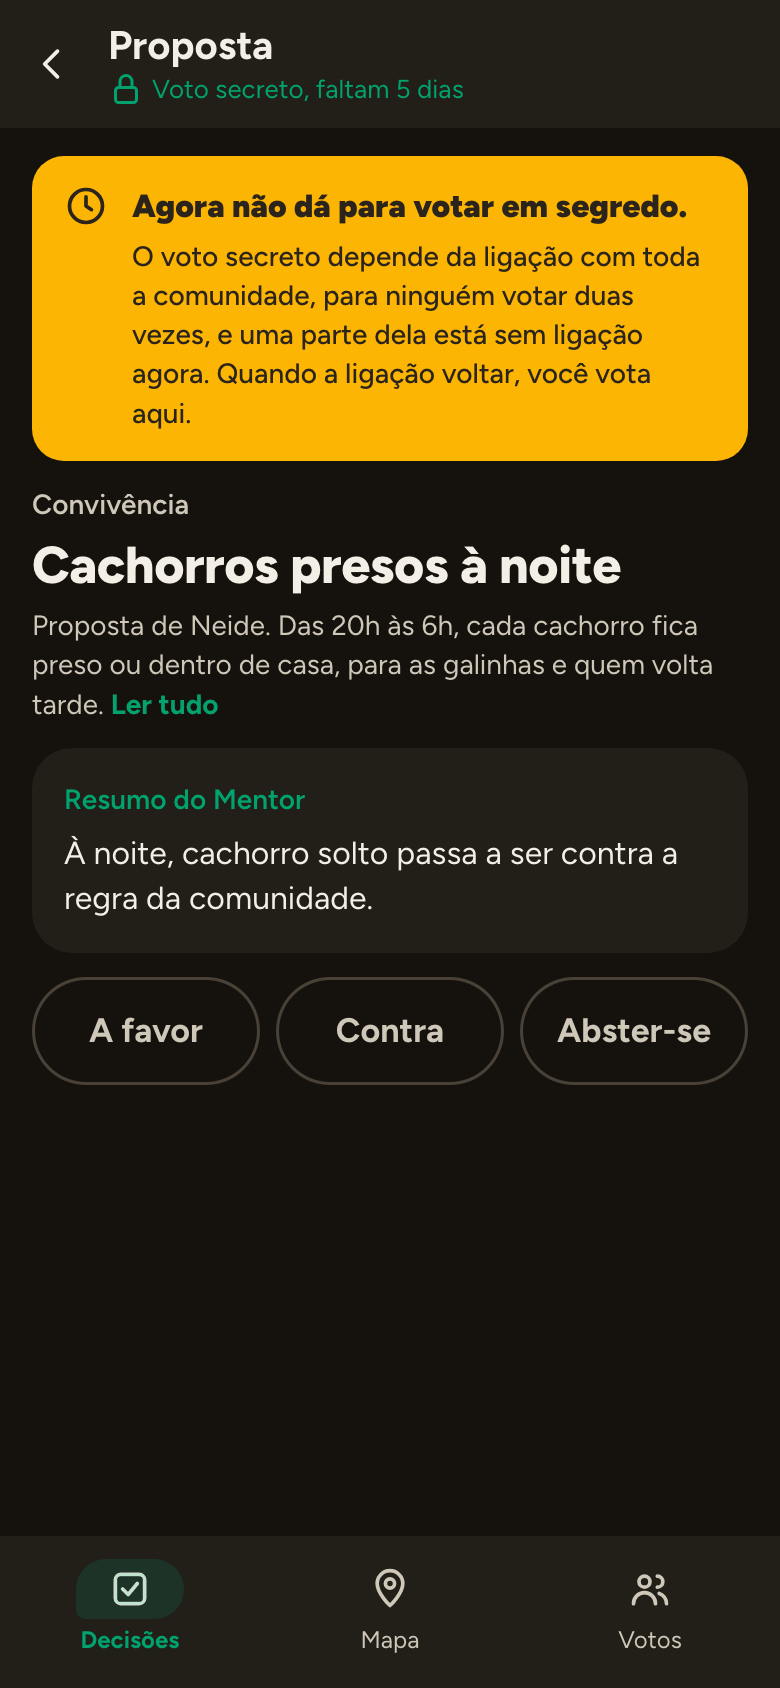 Proposta
Voto secreto, faltam 5 dias
Agora não dá para votar em segredo.
O voto secreto depende da ligação com toda
a comunidade, para ninguém votar duas
vezes, e uma parte dela está sem ligação
agora. Quando a ligação voltar, você vota
aqui.
Convivência
Cachorros presos à noite
Proposta de Neide. Das 20h às 6h, cada cachorro fica
preso ou dentro de casa, para as galinhas e quem volta
tarde. Ler tudo
Resumo do Mentor
À noite, cachorro solto passa a ser contra a
regra da comunidade.
A favor
Contra
Abster-se
Decisões
Mapa
Votos